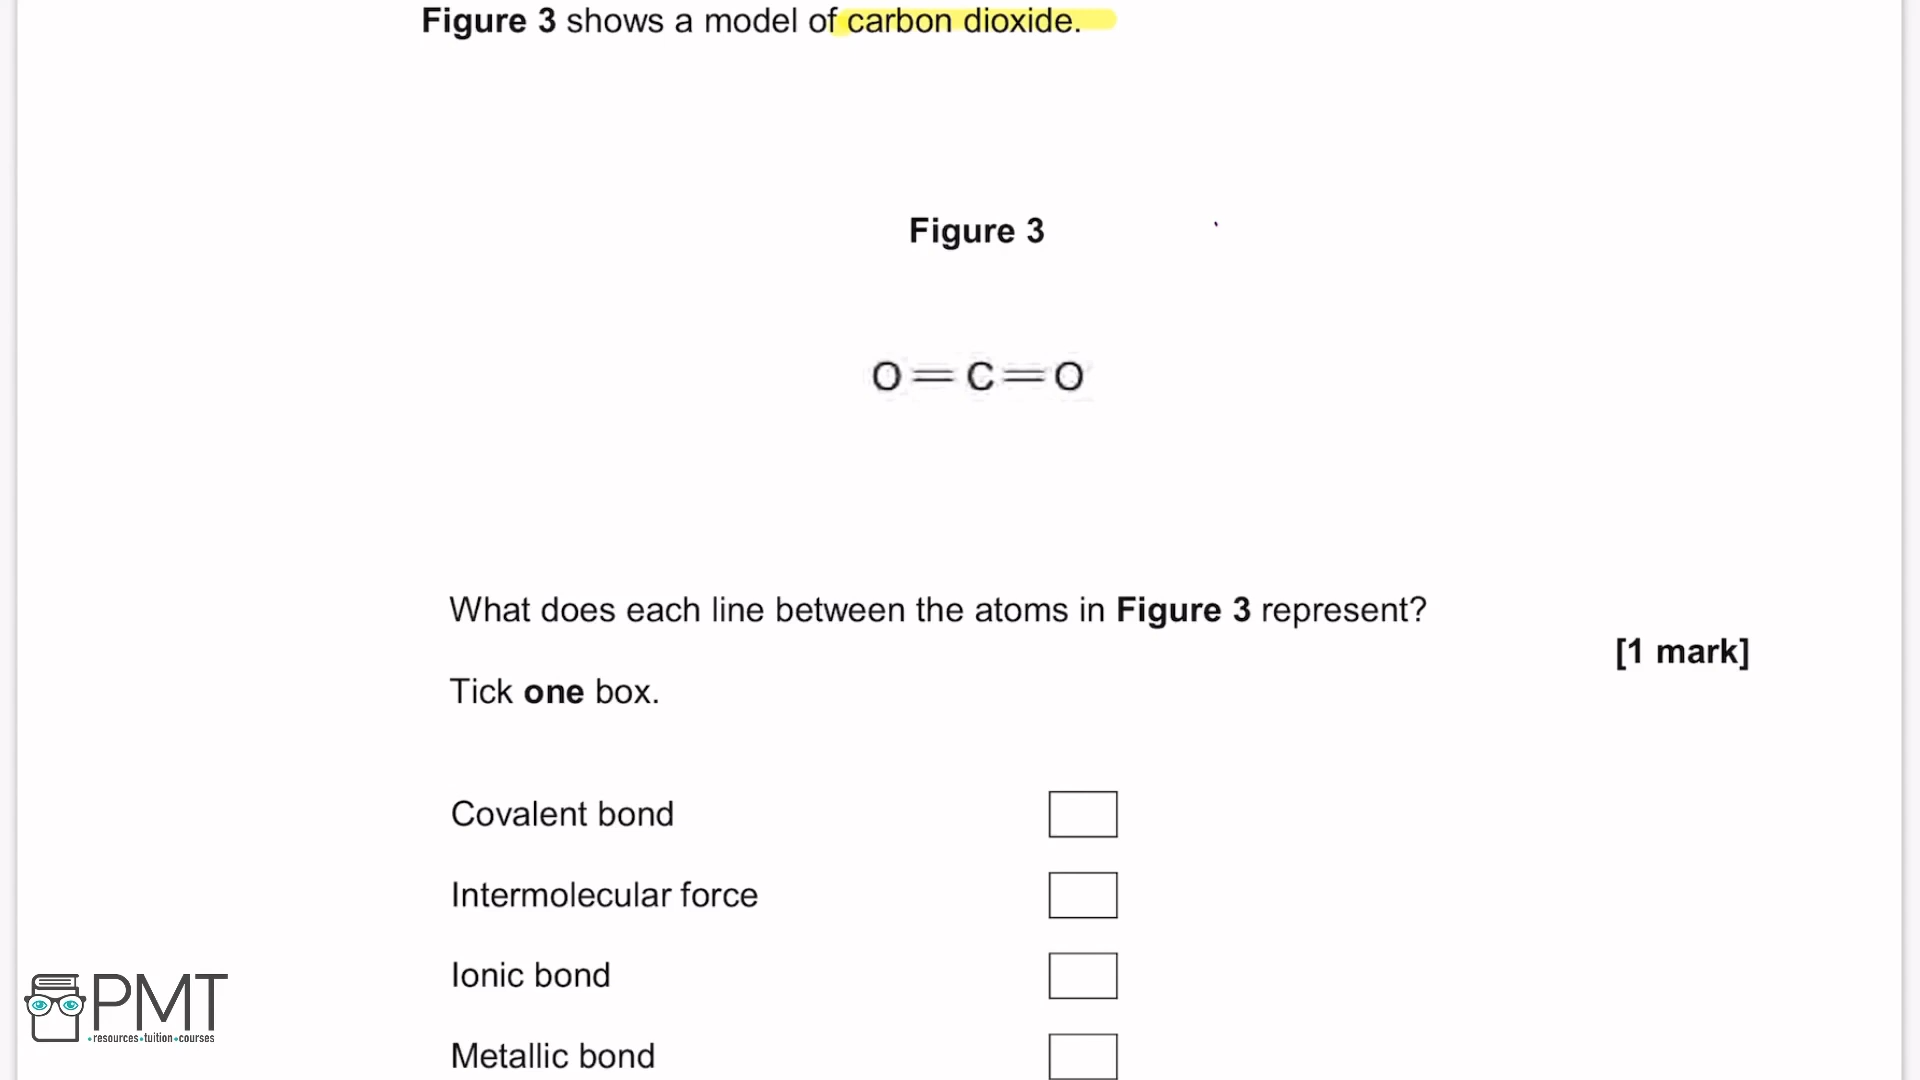 Figure 3 shows a model of carbon dioxide.
Figure 3
O=C=O
What does each line between the atoms in Figure 3 represent?
[1 mark]
Tick one box.
Covalent bond
Intermolecular force
Ionic bond
Metallic bond
PMT
•resources•tuition•courses